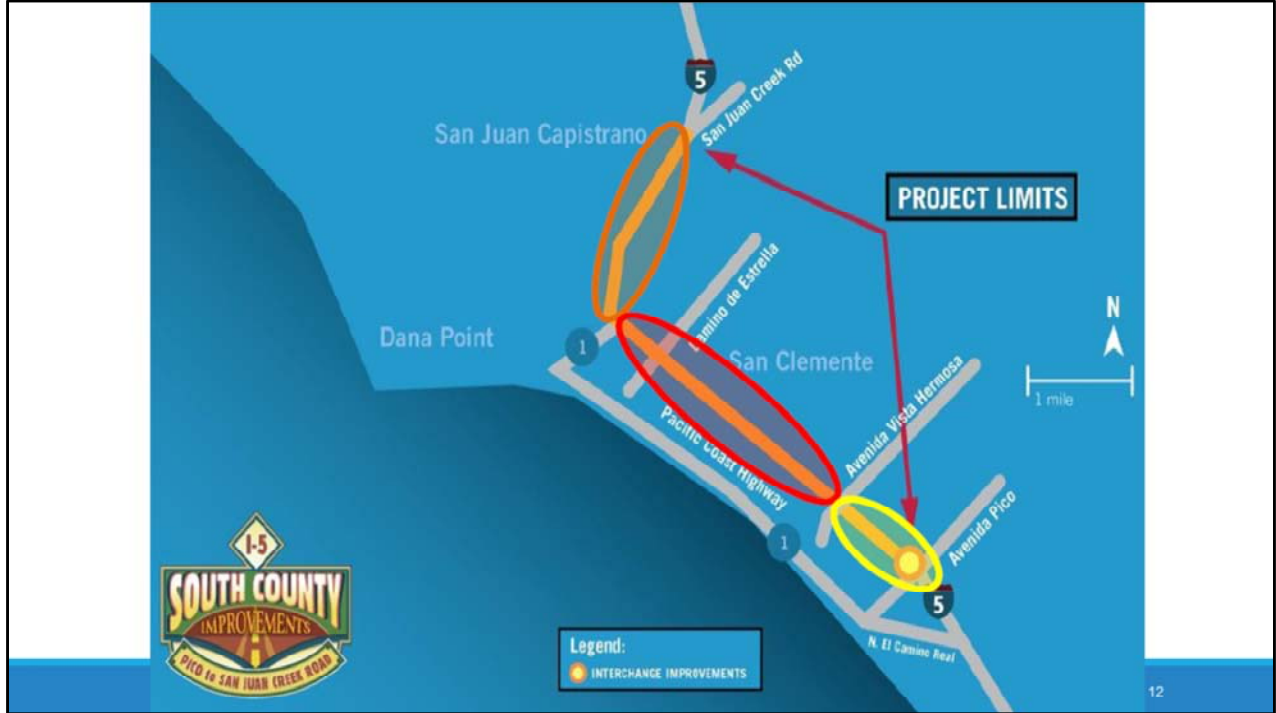 5
San Juan Creek Rd
San Juan Capistrano
PROJECT LIMITS
Camino de Estrella
N
Dana Point
1
San Clemente
1 mile
Avenida Vista Hermosa
Pacific Coast Highway
Avenida Pico
1
5
I-5
SOUTH COUNTY
IMPROVEMENTS
PICO to SAN JUAN CREEK ROAD
N. El Camino Real
Legend:
INTERCHANGE IMPROVEMENTS
12